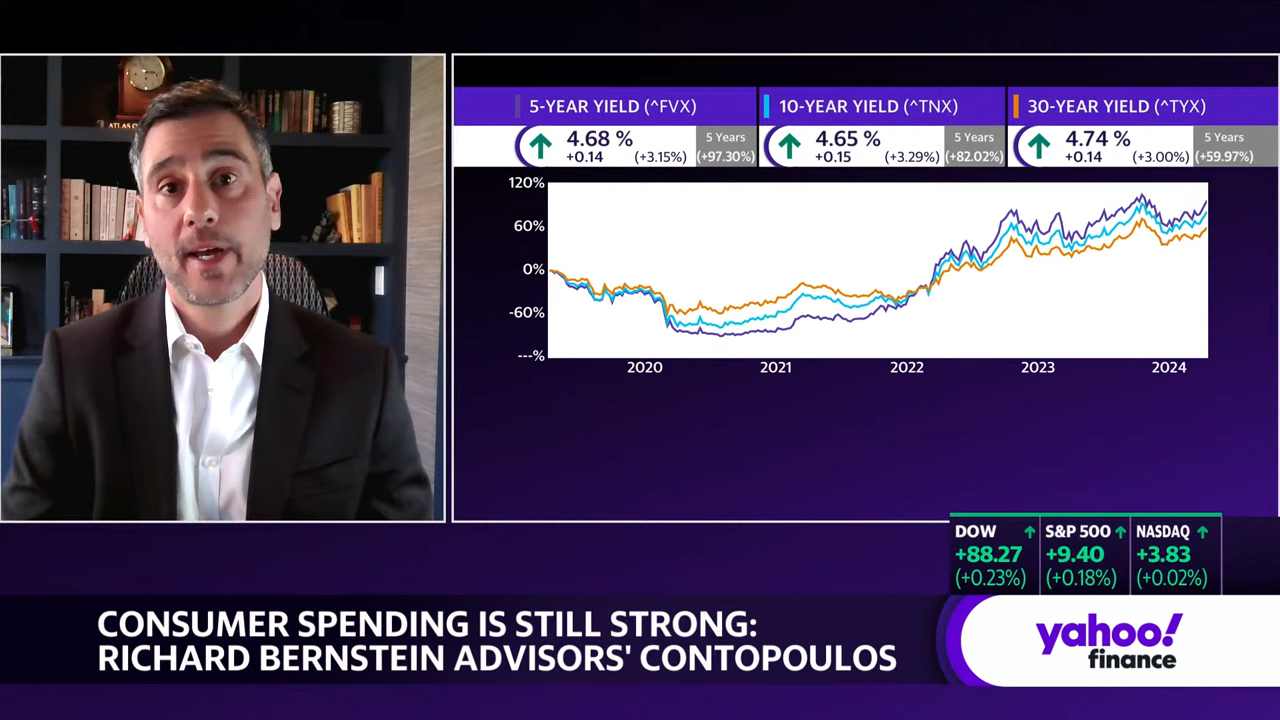 ATLAS O
5-YEAR YIELD (^FVX)
4.68 %
+0.14 (+3.15%)
5 Years
(+97.30%)
10-YEAR YIELD (^TNX)
4.65 %
+0.15 (+3.29%)
5 Years
(+82.02%)
30-YEAR YIELD (^TYX)
4.74 %
+0.14 (+3.00%)
5 Years
(+59.97%)
120%
60%
0%
-60%
---%
2020 2021 2022 2023 2024
DOW
+88.27
(+0.23%)
S&P 500
+9.40
(+0.18%)
NASDAQ
+3.83
(+0.02%)
CONSUMER SPENDING IS STILL STRONG:
RICHARD BERNSTEIN ADVISORS' CONTOPOULOS
yahoo!
finance